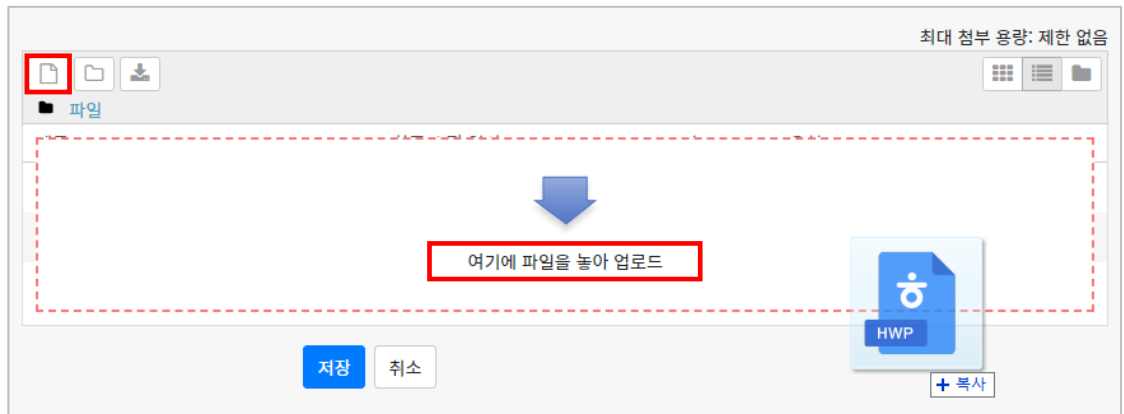 최대 첨부 용량: 제한 없음
파일
여기에 파일을 놓아 업로드
ㅎ
HWP
저장 취소
+ 복사